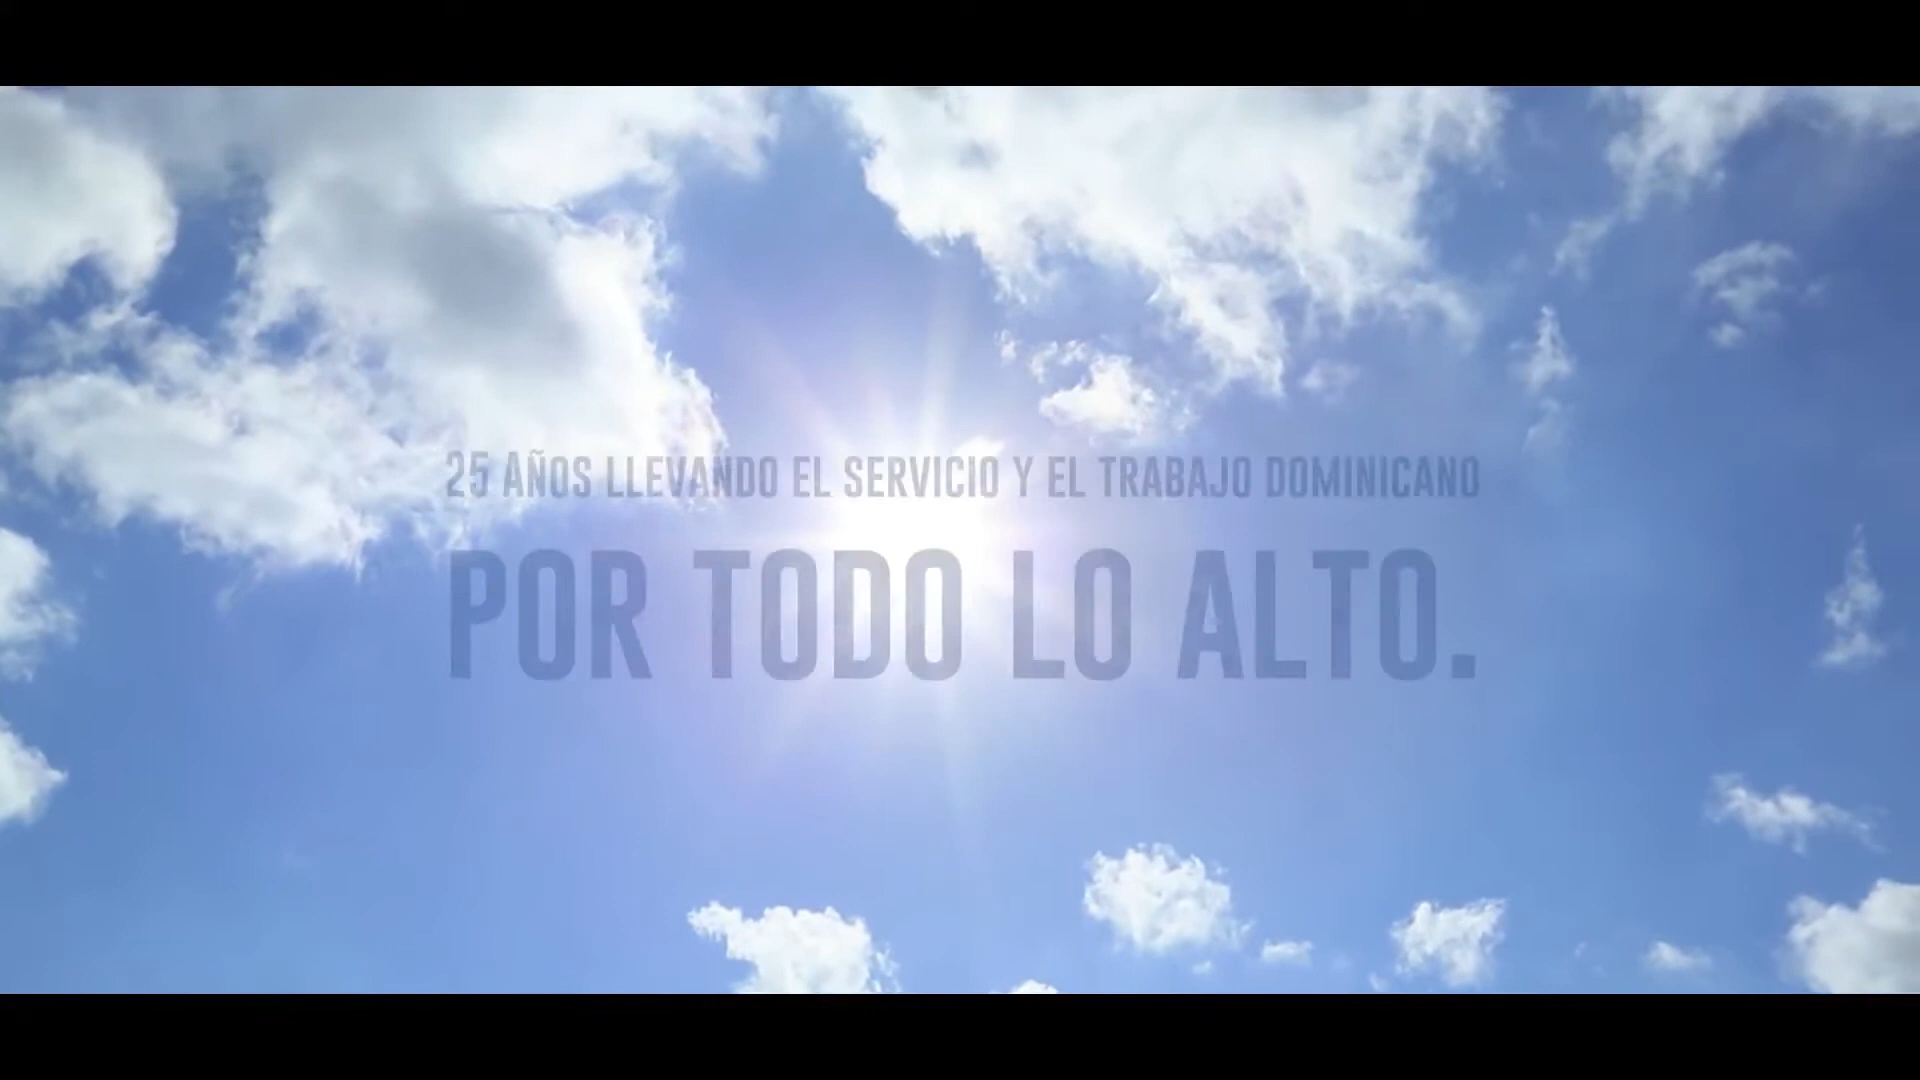 25 AÑOS LLEVANDO EL SERVICIO Y EL TRABAJO DOMINICANO
POR TODO LO ALTO.